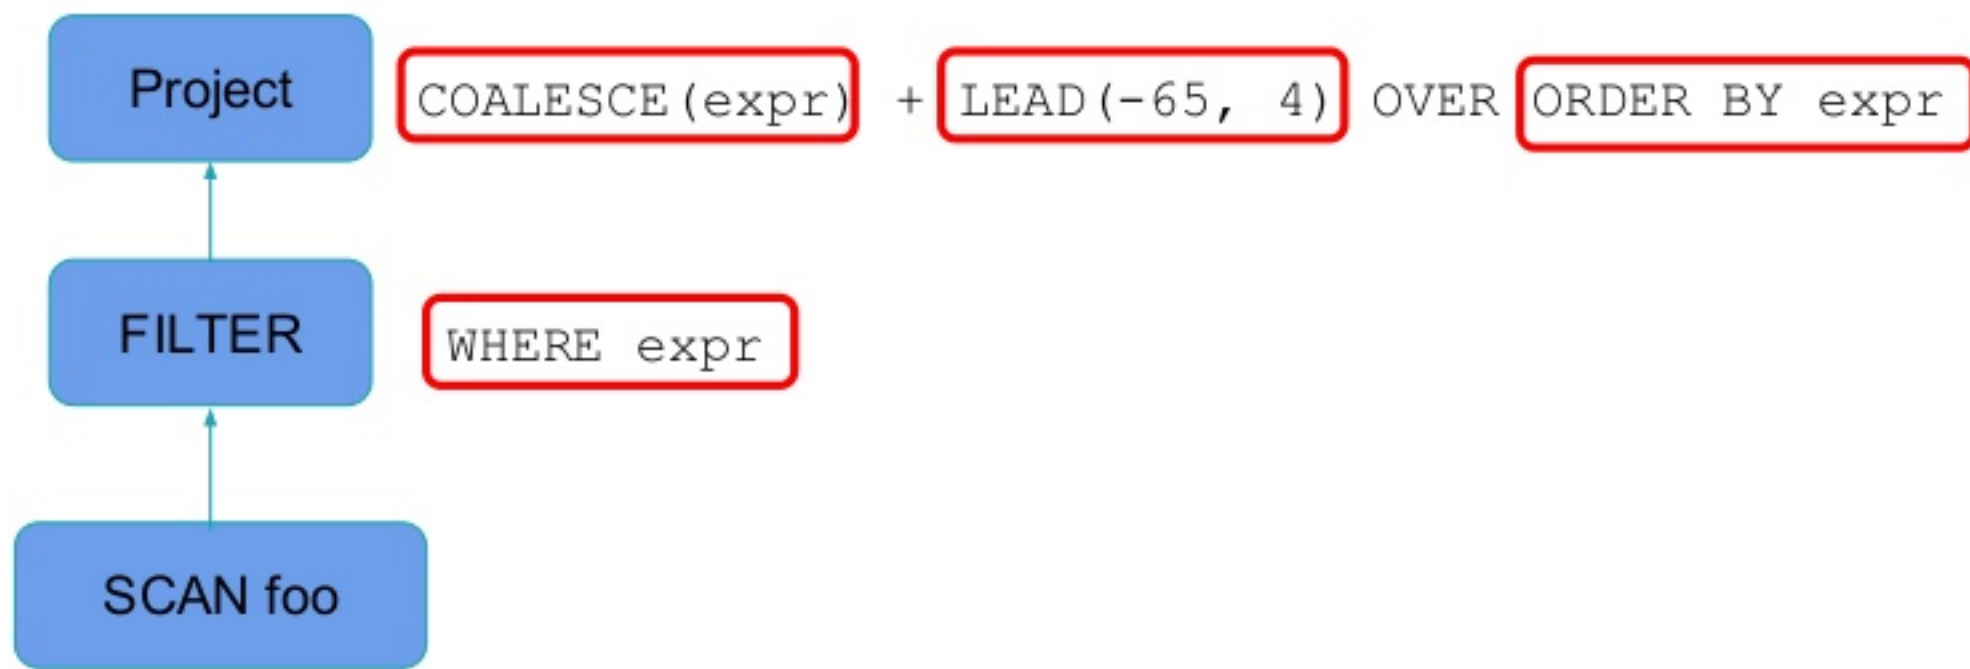 Project
COALESCE(expr) + LEAD(-65, 4) OVER ORDER BY expr
FILTER
WHERE expr
SCAN foo